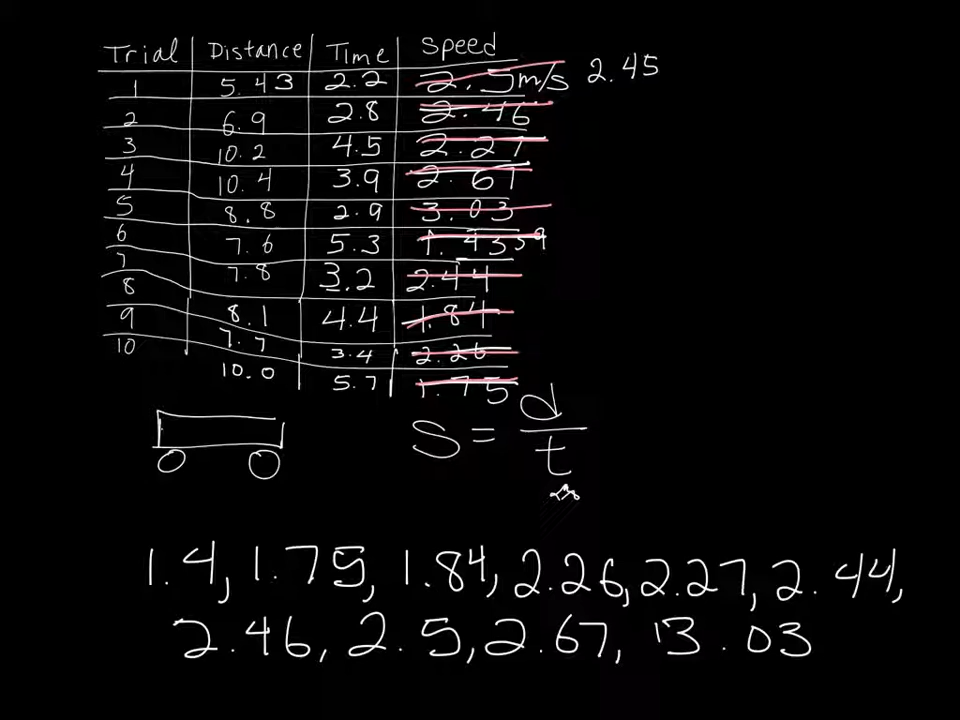 Trial Distance Time Speed
1 5.43 2.2 2.5m/s 2.45
2 6.9 2.8 2.46
3 10.2 4.5 2.27
4 10.4 3.9 2.67
5 8.8 2.9 3.03
6 7.6 5.3
7 7.8 3.2 2.44
8 8.1 4.4 1.84
9 7.7 3.4 2.26
10 10.0 5.7 1.75
S = d/t
1.4, 1.75, 1.84, 2.26, 2.27, 2.44,
2.46, 2.5, 2.67, 3.03